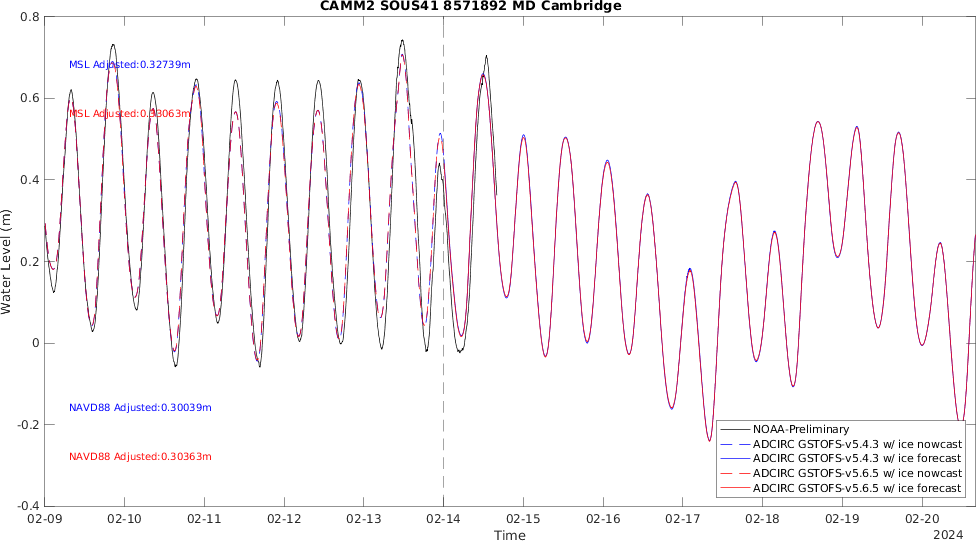 CAMM2 SOUS41 8571892 MD Cambridge
0.8
0.6
0.4
0.2
0
-0.2
-0.4
Water Level (m)
MSL Adjusted:0.32739m
MSL Adjusted:0.33063m
NAVD88 Adjusted:0.30039m
NAVD88 Adjusted:0.30363m
NOAA-Preliminary
ADCIRC GSTOFS-v5.4.3 w/ ice nowcast
ADCIRC GSTOFS-v5.4.3 w/ ice forecast
ADCIRC GSTOFS-v5.6.5 w/ ice nowcast
ADCIRC GSTOFS-v5.6.5 w/ ice forecast
02-09 02-10 02-11 02-12 02-13 02-14 02-15 02-16 02-17 02-18 02-19 02-20
2024
Time